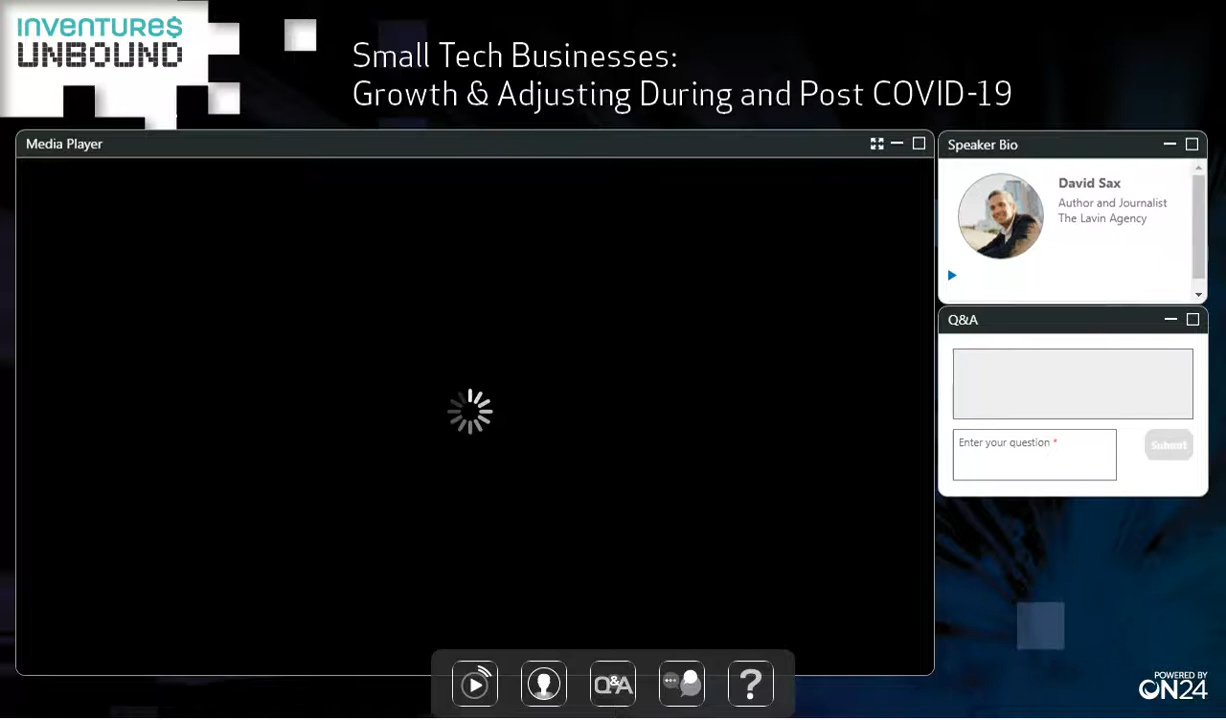 INVENTURE$
UNBOUND
Small Tech Businesses:
Growth & Adjusting During and Post COVID-19
Media Player
Speaker Bio
David Sax
Author and Journalist
The Lavin Agency
Q&A
Enter your question *
Submit
Q&A
?
POWERED BY
ON24